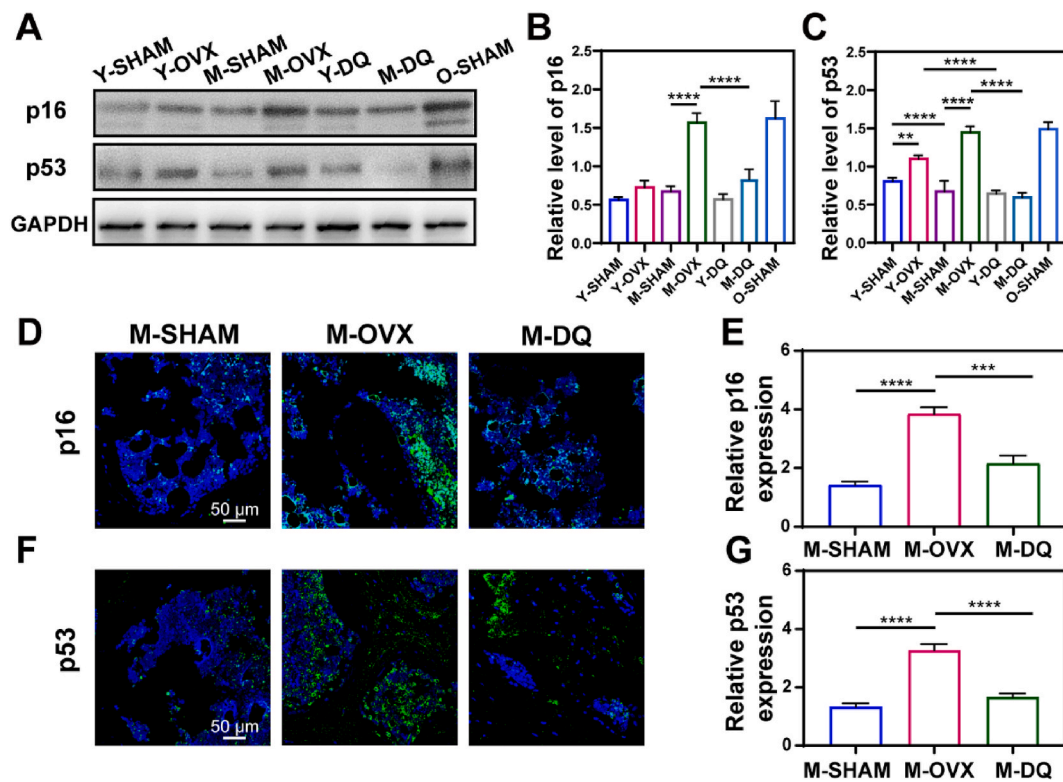 A
Y-SHAM Y-OVX M-SHAM M-OVX Y-DQ M-DQ O-SHAM
p16
p53
GAPDH
B
Relative level of p16
2.5
2.0
1.5
1.0
0.5
0.0
****
****
Y-SHAM Y-OVX M-SHAM M-OVX Y-DQ M-DQ O-SHAM
C
Relative level of p53
2.5
2.0
1.5
1.0
0.5
0.0
****
**** **** ****
**
Y-SHAM Y-OVX M-SHAM M-OVX Y-DQ M-DQ O-SHAM
D
M-SHAM M-OVX M-DQ
p16
50 µm
E
Relative p16
expression
6
4
2
0
**** ***
M-SHAM M-OVX M-DQ
F
p53
50 µm
G
Relative p53
expression
6
4
2
0
**** ****
M-SHAM M-OVX M-DQ